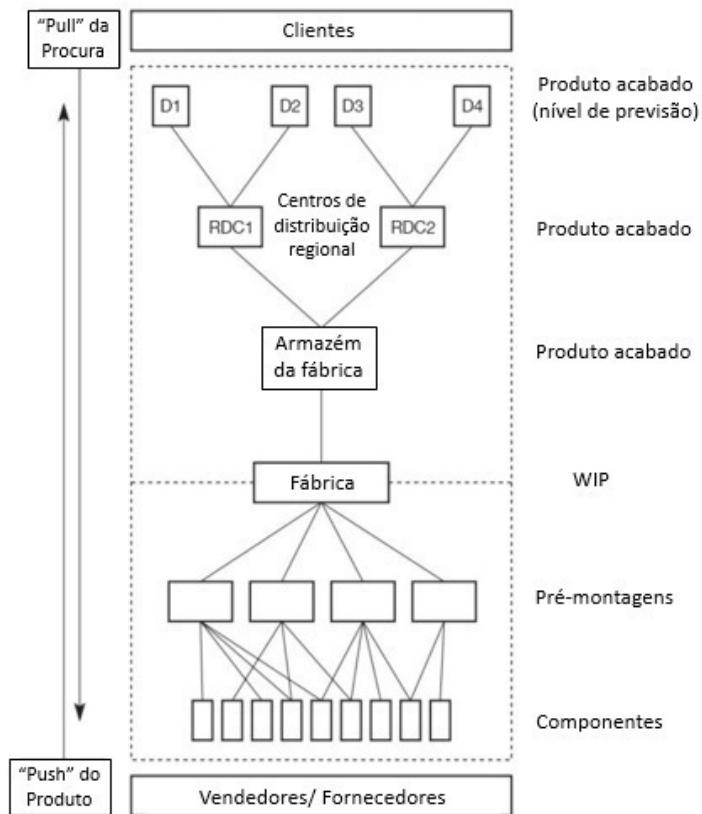 “Pull” da
Procura
Clientes
D1
D2
D3
D4
Produto acabado
(nível de previsão)
RDC1
Centros de
distribuição
regional
RDC2
Produto acabado
Armazém
da fábrica
Produto acabado
Fábrica
WIP
Pré-montagens
Componentes
“Push” do
Produto
Vendedores/ Fornecedores